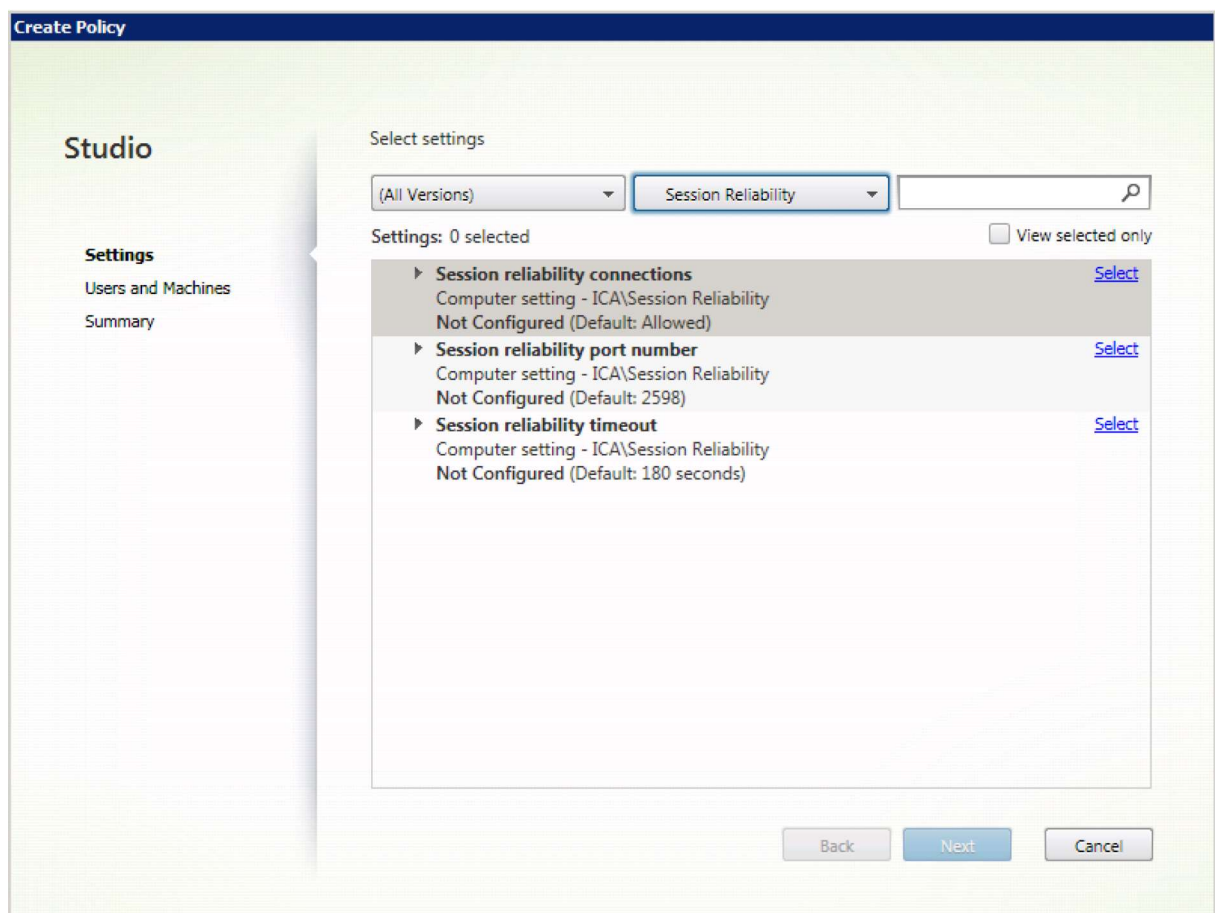 Create Policy
Studio
Settings
Users and Machines
Summary
Select settings
(All Versions) Session Reliability
Settings: 0 selected View selected only
Session reliability connections Select
Computer setting - ICA\Session Reliability
Not Configured (Default: Allowed)
Session reliability port number Select
Computer setting - ICA\Session Reliability
Not Configured (Default: 2598)
Session reliability timeout Select
Computer setting - ICA\Session Reliability
Not Configured (Default: 180 seconds)
Back Next Cancel